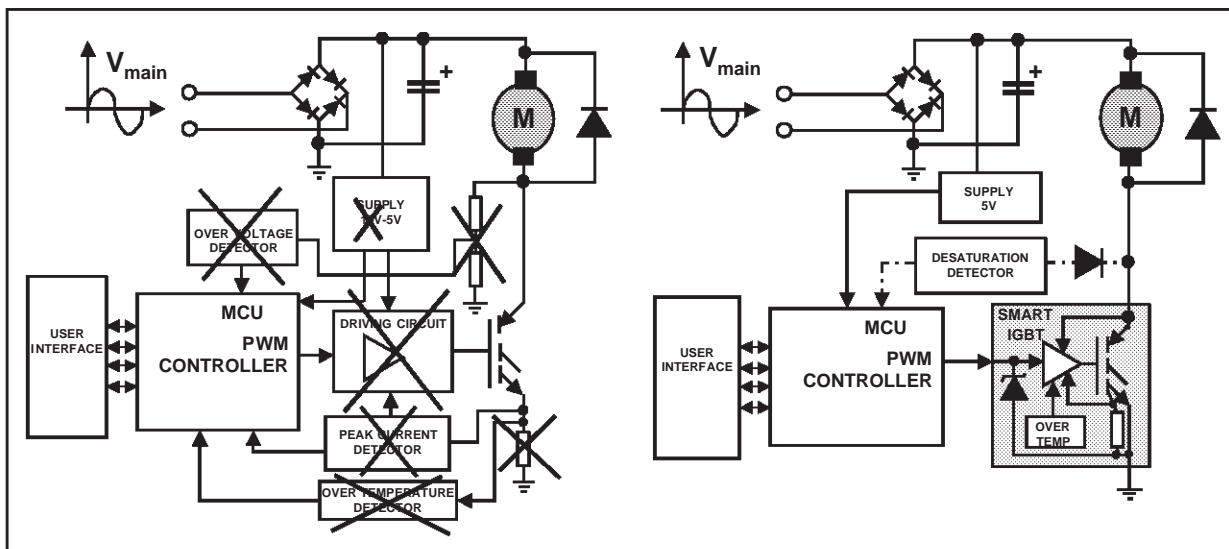 V main
+
M
SUPPLY
V-5V
OVER VOLTAGE
DETECTOR
USER
INTERFACE
MCU
PWM
CONTROLLER
DRIVING CIRCUIT
PEAK CURRENT
DETECTOR
OVER TEMPERATURE
DETECTOR
V main
+
M
SUPPLY
5V
DESATURATION
DETECTOR
USER
INTERFACE
MCU
PWM
CONTROLLER
SMART
IGBT
OVER
TEMP